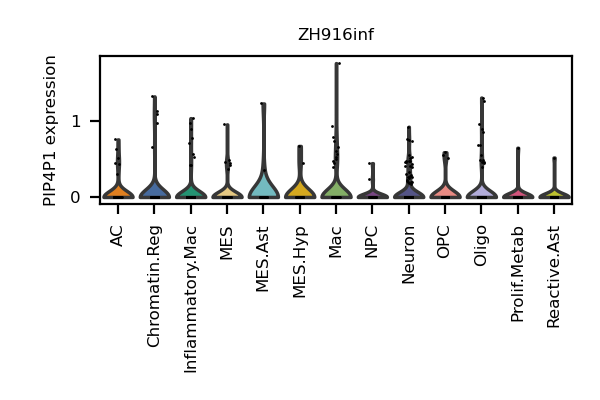 ZH916inf
PIP4P1 expression
1
0
AC
Chromatin.Reg
Inflammatory.Mac
MES
MES.Ast
MES.Hyp
Mac
NPC
Neuron
OPC
Oligo
Prolif.Metab
Reactive.Ast